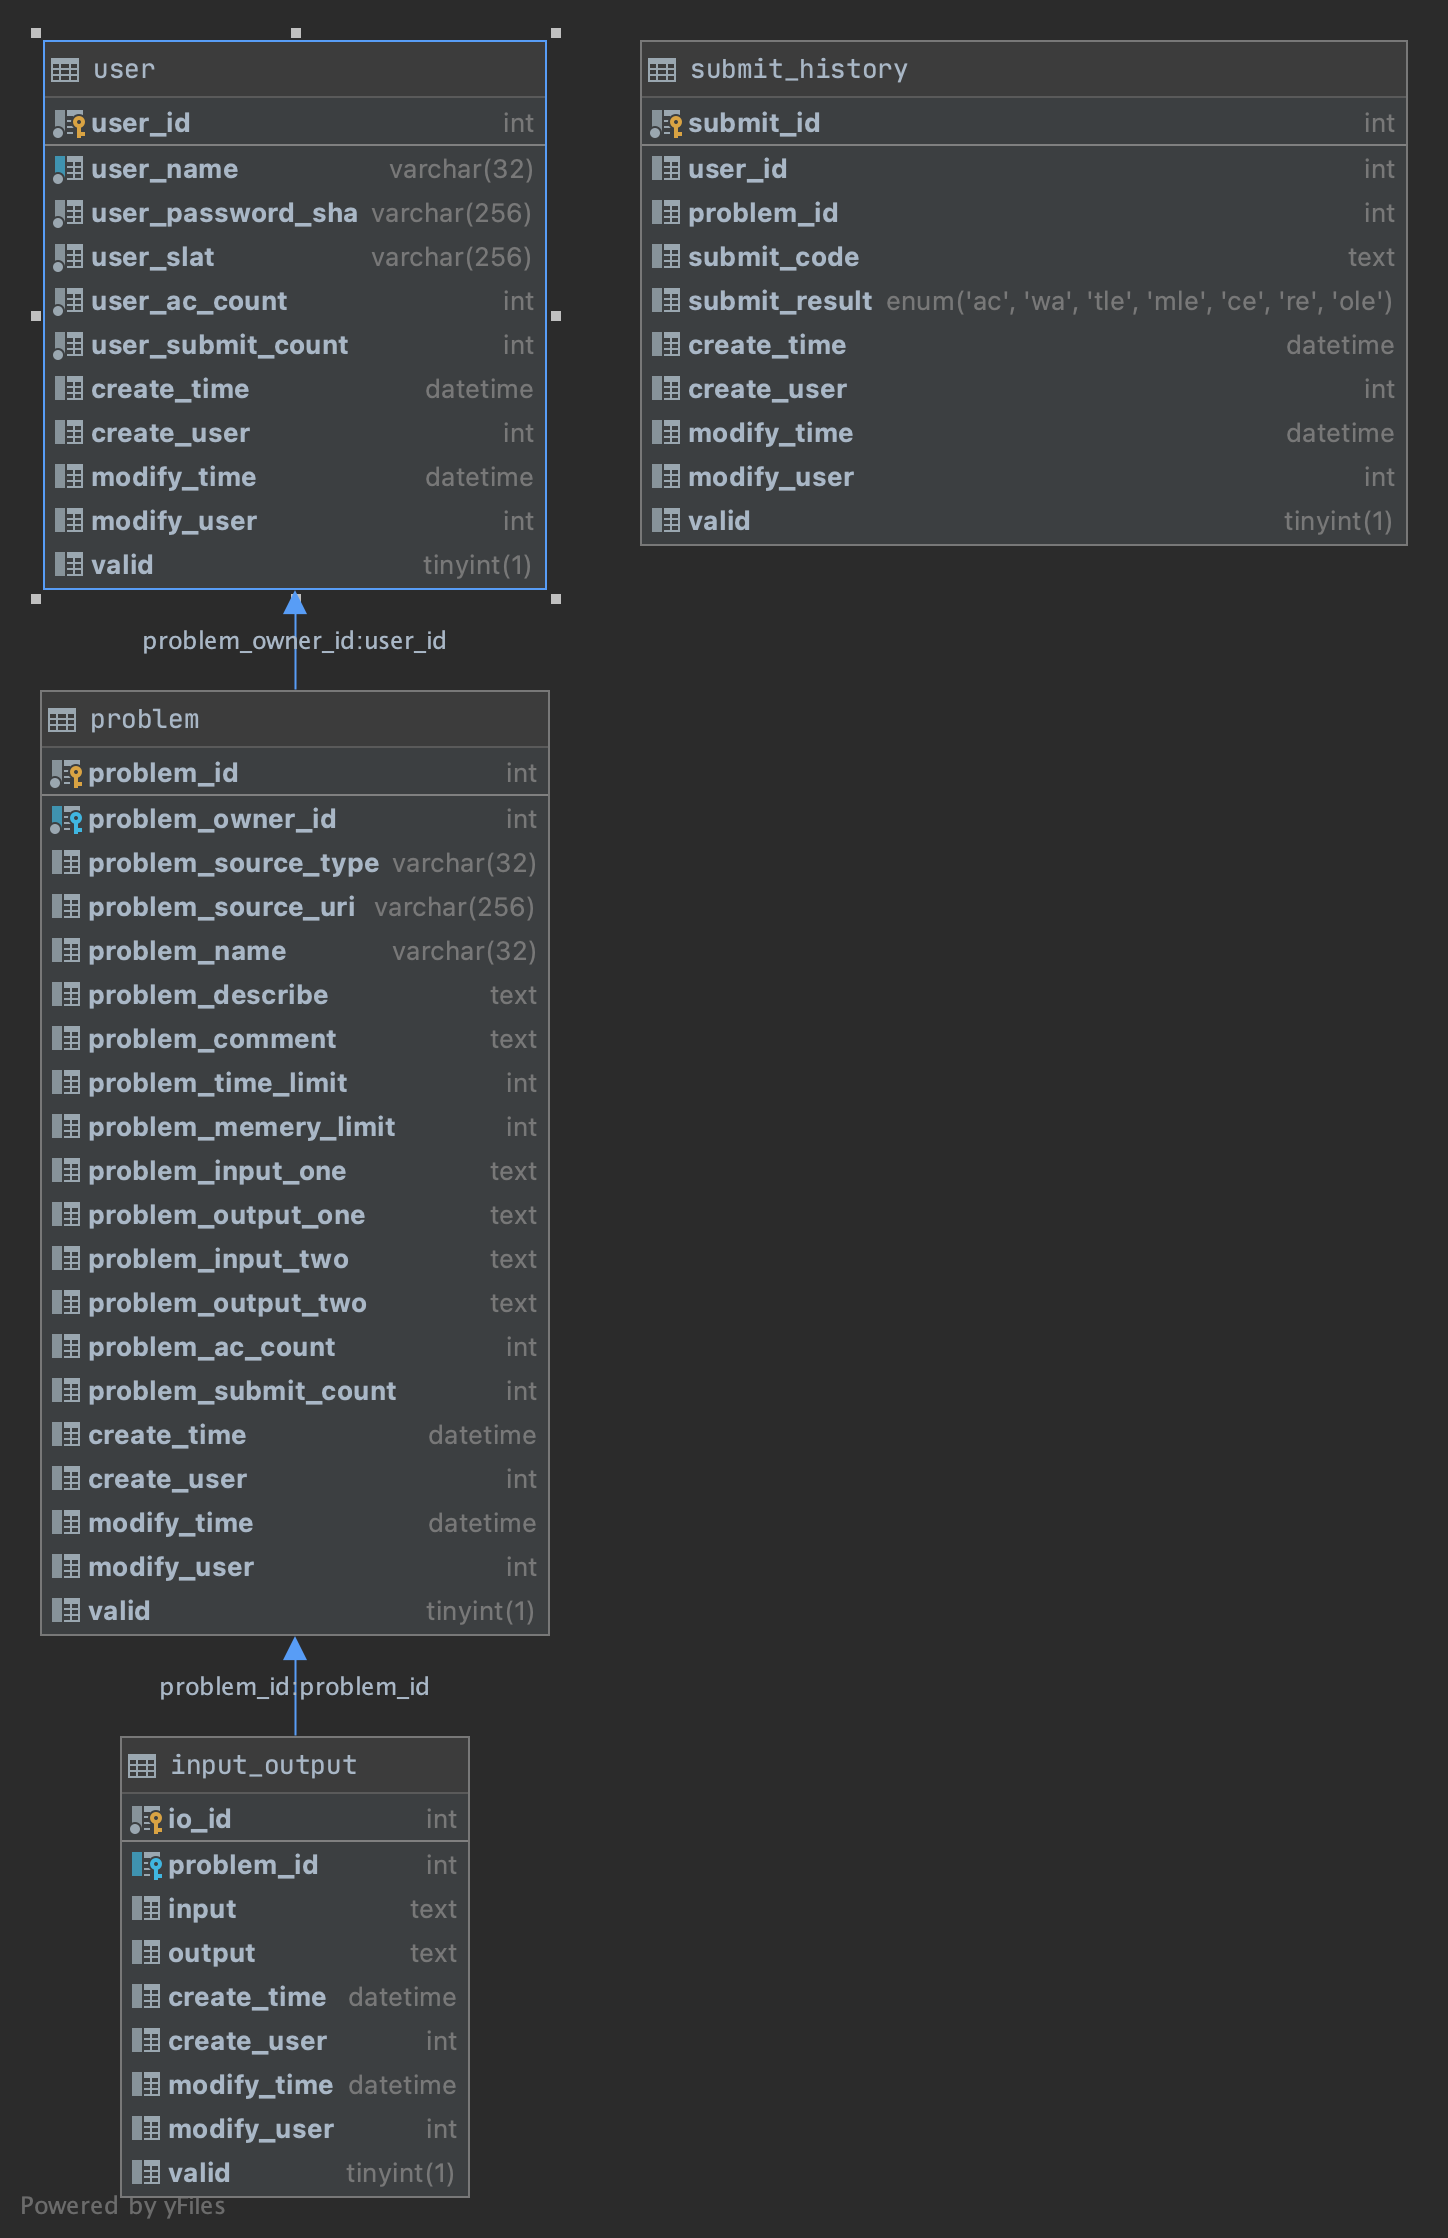 user
user_id int
user_name varchar(32)
user_password_sha varchar(256)
user_slat varchar(256)
user_ac_count int
user_submit_count int
create_time datetime
create_user int
modify_time datetime
modify_user int
valid tinyint(1)
submit_history
submit_id int
user_id int
problem_id int
submit_code text
submit_result enum('ac', 'wa', 'tle', 'mle', 'ce', 're', 'ole')
create_time datetime
create_user int
modify_time datetime
modify_user int
valid tinyint(1)
problem_owner_id:user_id
problem
problem_id int
problem_owner_id int
problem_source_type varchar(32)
problem_source_uri varchar(256)
problem_name varchar(32)
problem_describe text
problem_comment text
problem_time_limit int
problem_memery_limit int
problem_input_one text
problem_output_one text
problem_input_two text
problem_output_two text
problem_ac_count int
problem_submit_count int
create_time datetime
create_user int
modify_time datetime
modify_user int
valid tinyint(1)
problem_id:problem_id
input_output
io_id int
problem_id int
input text
output text
create_time datetime
create_user int
modify_time datetime
modify_user int
valid tinyint(1)
Powered by yFiles